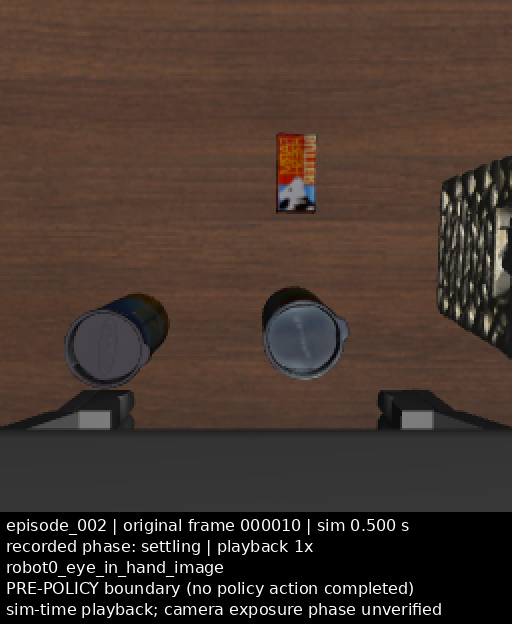 episode_002 | original frame 000010 | sim 0.500 s
recorded phase: settling | playback 1x
robot0_eye_in_hand_image
PRE-POLICY boundary (no policy action completed)
sim-time playback; camera exposure phase unverified